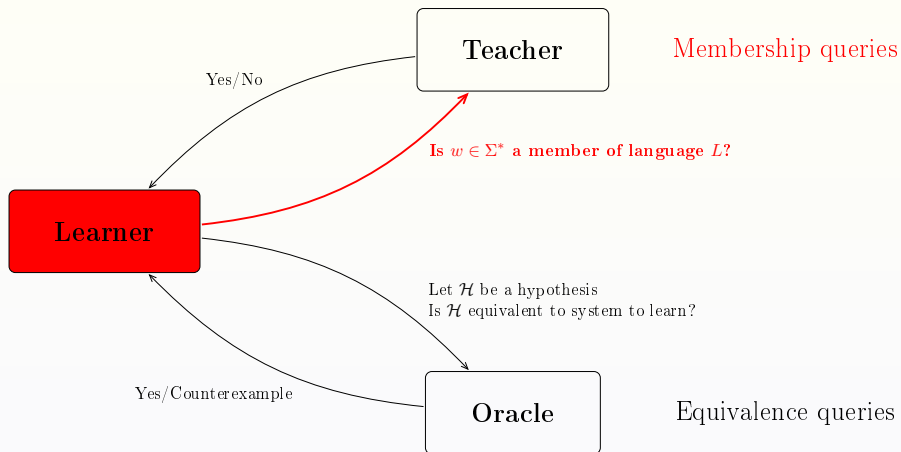 Teacher
Membership queries
Yes/No
Is w ∈ Σ* a member of language L?
Learner
Let ℋ be a hypothesis
Is ℋ equivalent to system to learn?
Yes/Counterexample
Oracle
Equivalence queries